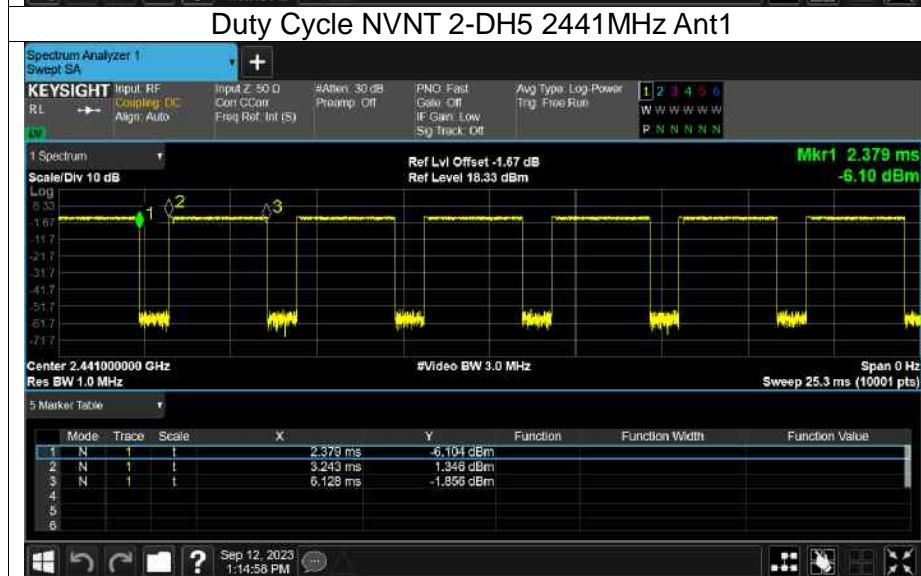 Duty Cycle NVNT 2-DH5 2441MHz Ant1
Spectrum Analyzer 1
Swept SA
+
KEYSIGHT Input: RF Input Z: 50 Ω #Atten: 30 dB PNO: Fast Avg Type: Log-Power 1 2 3 4 5 6
RL Coupling: DC Corr CCorr Preamp: Off Gate: Off Trig: Free Run W W W W W W
Align: Auto Freq Ref: Int (S) IF Gain: Low
Sig Track: Off P N N N N N
1 Spectrum Ref Lvl Offset -1.67 dB Mkr1 2.379 ms
Scale/Div 10 dB Ref Level 18.33 dBm -6.10 dBm
Log
8.33
-1.67
-11.7
-21.7
-31.7
-41.7
-51.7
-61.7
-71.7
1 2 3
Center 2.441000000 GHz #Video BW 3.0 MHz Span 0 Hz
Res BW 1.0 MHz Sweep 25.3 ms (10001 pts)
5 Marker Table
Mode Trace Scale X Y Function Function Width Function Value
1 N 1 t 2.379 ms -6.104 dBm
2 N 1 t 3.243 ms 1.346 dBm
3 N 1 t 6.128 ms -1.856 dBm
4
5
6
? Sep 12, 2023
1:14:58 PM